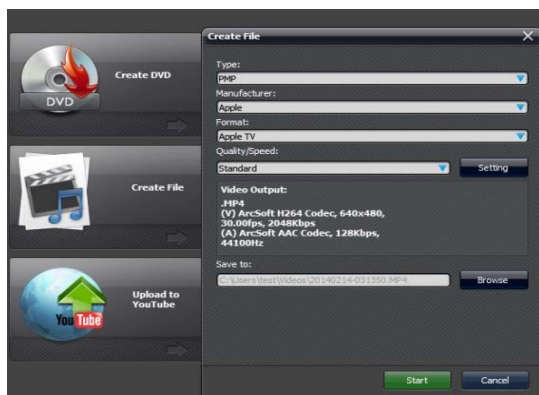 Create DVD
DVD
Create File
Upload to
YouTube
You Tube
Create File
Type:
PMP
Manufacturer:
Apple
Format:
Apple TV
Quality/Speed:
Standard
Setting
Video Output:
.MP4
(V) ArcSoft H264 Codec, 640x480,
30.00fps, 2048Kbps
(A) ArcSoft AAC Codec, 128Kbps,
44100Hz
Save to:
C:\Users\test\Videos\20140214-031350.MP4
Browse
Start
Cancel